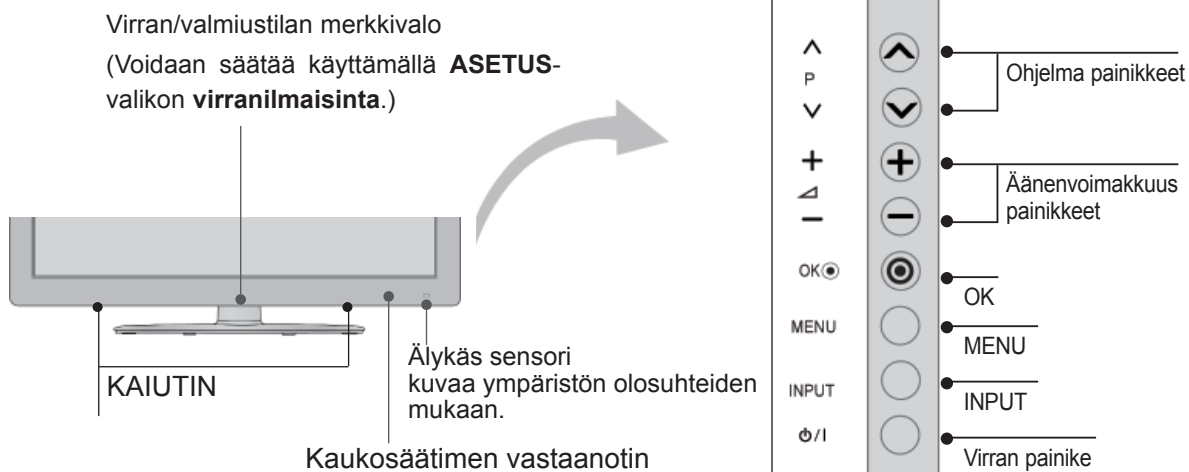 Virran/valmiustilan merkkivalo
(Voidaan säätää käyttämällä ASETUS-
valikon virranilmaisinta.)
KAIUTIN
Älykäs sensori
kuvaa ympäristön olosuhteiden
mukaan.
Kaukosäätimen vastaanotin
P
+
−
OK
MENU
INPUT
/I
Ohjelma painikkeet
Äänenvoimakkuus
painikkeet
OK
MENU
INPUT
Virran painike